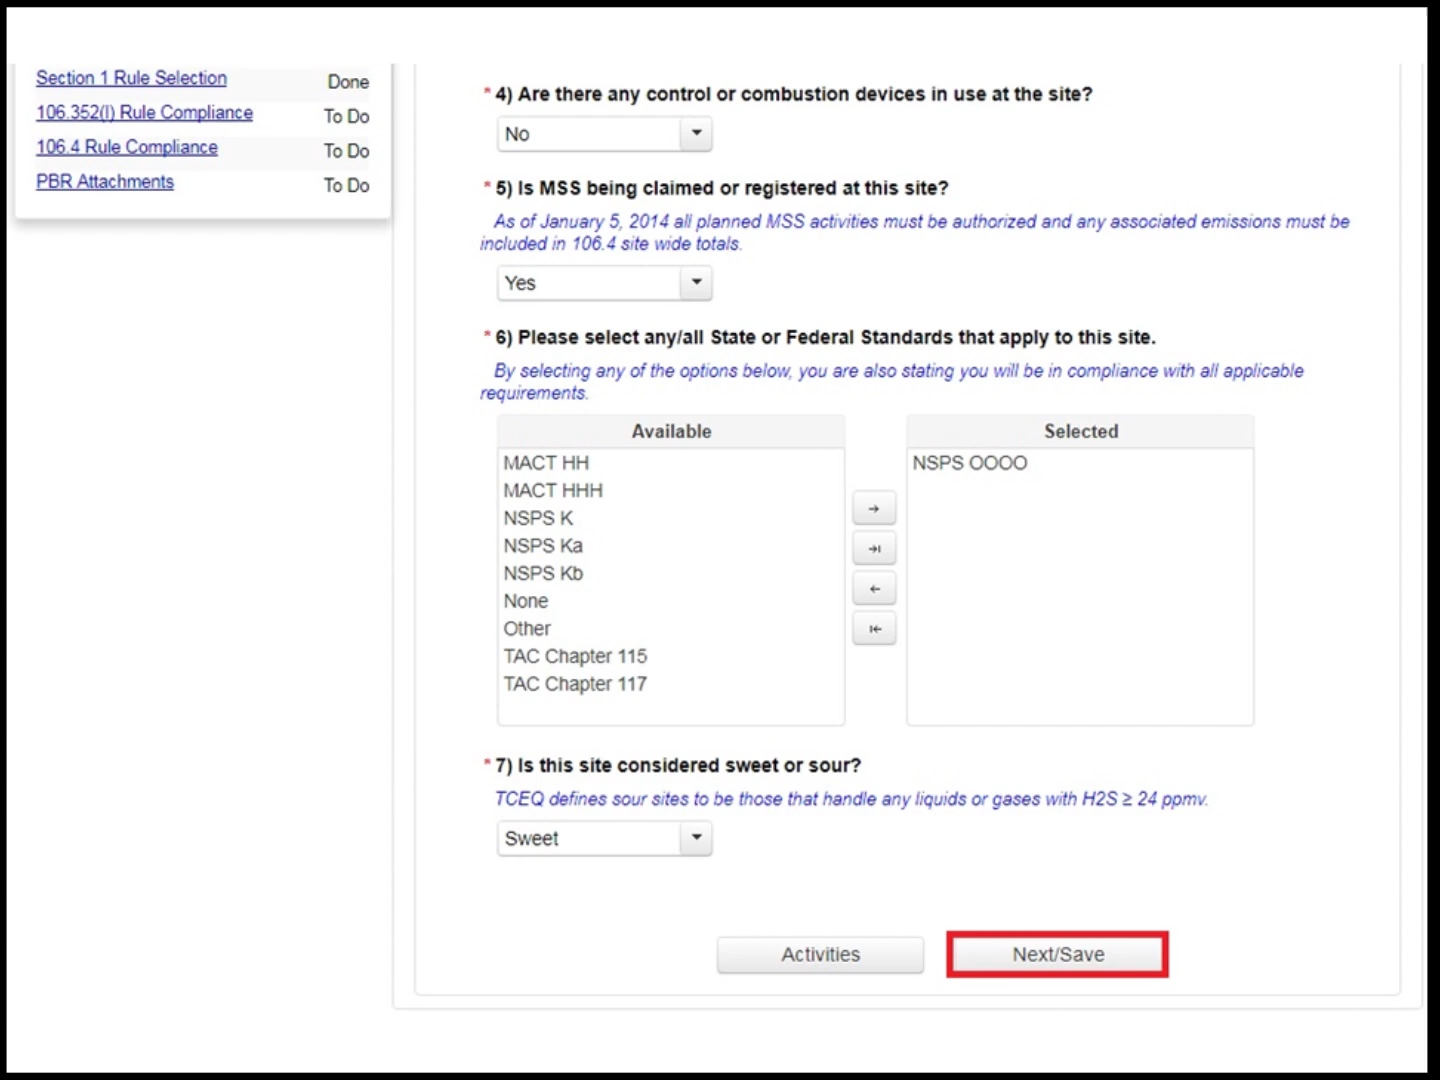 Section 1 Rule Selection Done
106.352(l) Rule Compliance To Do
106.4 Rule Compliance To Do
PBR Attachments To Do
* 4) Are there any control or combustion devices in use at the site?
No
* 5) Is MSS being claimed or registered at this site?
As of January 5, 2014 all planned MSS activities must be authorized and any associated emissions must be
included in 106.4 site wide totals.
Yes
* 6) Please select any/all State or Federal Standards that apply to this site.
By selecting any of the options below, you are also stating you will be in compliance with all applicable
requirements.
Available
MACT HH
MACT HHH
NSPS K
NSPS Ka
NSPS Kb
None
Other
TAC Chapter 115
TAC Chapter 117
Selected
NSPS OOOO
* 7) Is this site considered sweet or sour?
TCEQ defines sour sites to be those that handle any liquids or gases with H2S ≥ 24 ppmv.
Sweet
Activities Next/Save